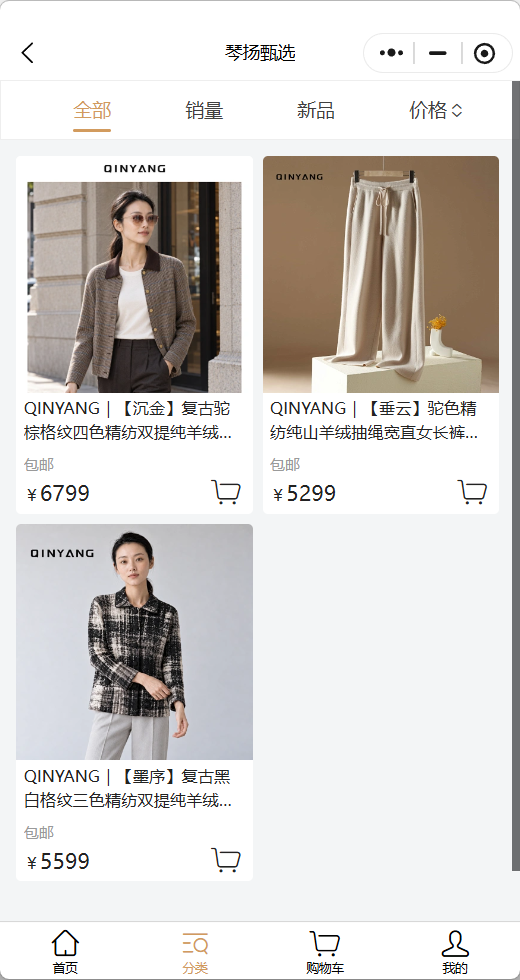 琴扬甄选
全部
销量
新品
价格
QINYANG
QINYANG｜【沉金】复古驼
棕格纹四色精纺双提纯羊绒...
包邮
￥6799
QINYANG
QINYANG｜【垂云】驼色精
纺纯山羊绒抽绳宽直女长裤...
包邮
￥5299
QINYANG
QINYANG｜【墨序】复古黑
白格纹三色精纺双提纯羊绒...
包邮
￥5599
首页
分类
购物车
我的